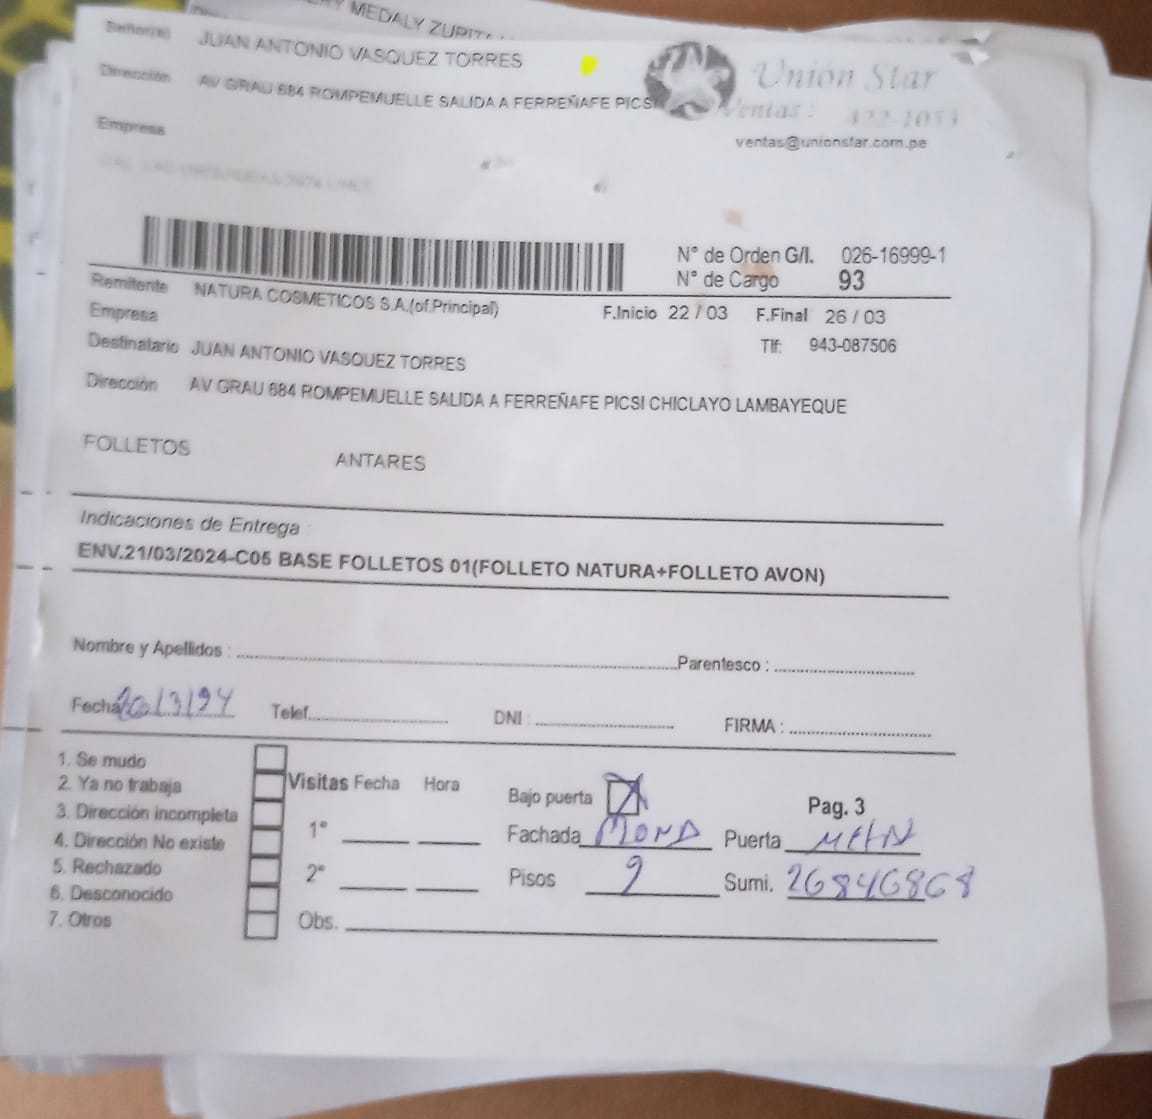 MEDALY ZURITA
Señor(a) JUAN ANTONIO VASQUEZ TORRES
Dirección AV GRAU 684 ROMPEMUELLE SALIDA A FERREÑAFE PICSI
Empresa
Unión Star
Ventas : 422-1053
ventas@unionstar.com.pe
N° de Orden G/I. 026-16999-1
N° de Cargo 93
Remitente NATURA COSMETICOS S.A.(of.Principal)
F.Inicio 22 / 03 F.Final 26 / 03
Empresa
Tlf: 943-087506
Destinatario JUAN ANTONIO VASQUEZ TORRES
Dirección AV GRAU 684 ROMPEMUELLE SALIDA A FERREÑAFE PICSI CHICLAYO LAMBAYEQUE
FOLLETOS ANTARES
Indicaciones de Entrega :
ENV.21/03/2024-C05 BASE FOLLETOS 01(FOLLETO NATURA+FOLLETO AVON)
Nombre y Apellidos : Parentesco :
Fecha Telef. DNI : FIRMA :
1. Se mudo
2. Ya no trabaja
3. Dirección incompleta
4. Dirección No existe
5. Rechazado
6. Desconocido
7. Otros
Visitas Fecha Hora
1°
2°
Obs.
Bajo puerta X Pag. 3
Fachada Puerta
Pisos 2 Sumi. 26846868